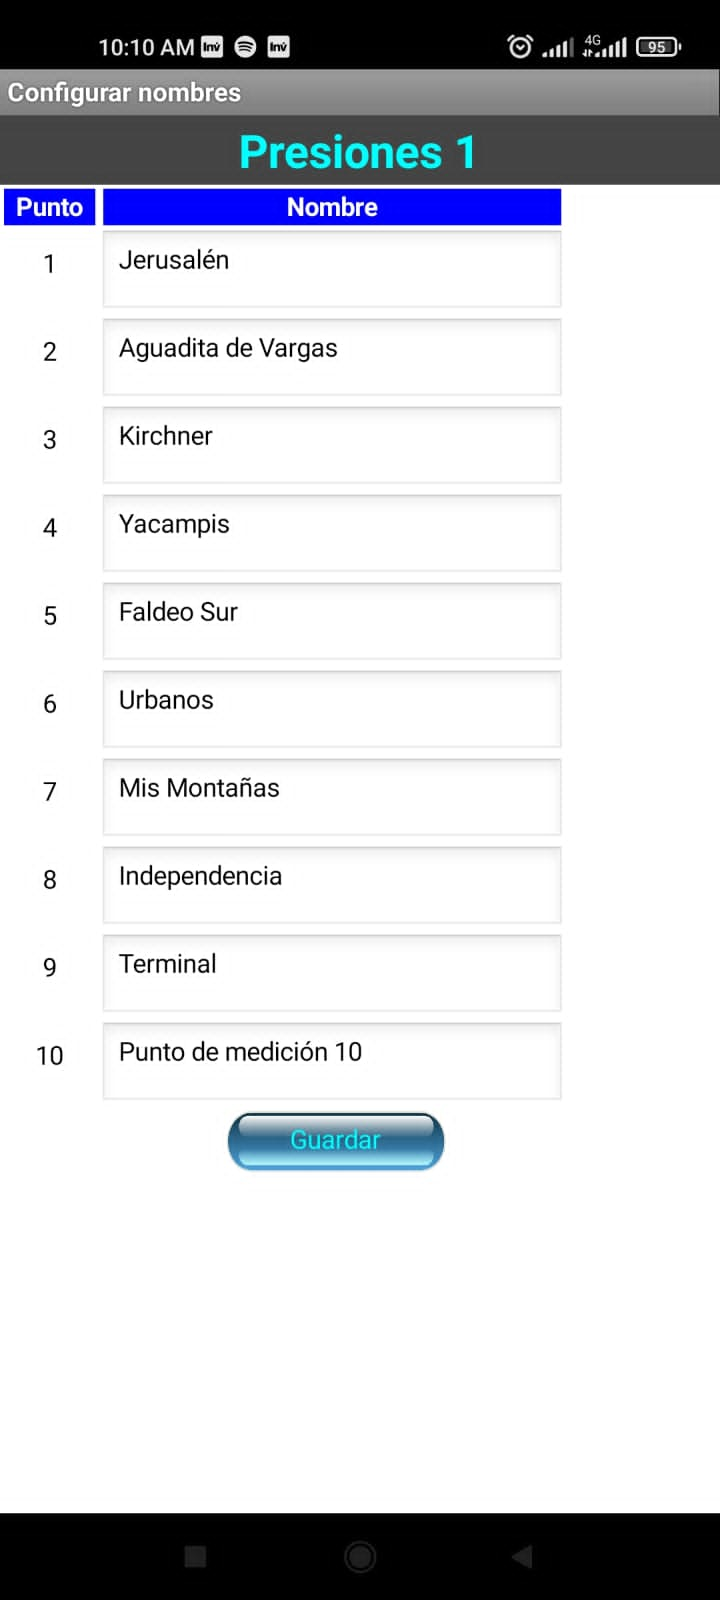 10:10 AM Inv Inv 4G 95
Configurar nombres
Presiones 1
Punto Nombre
1 Jerusalén
2 Aguadita de Vargas
3 Kirchner
4 Yacampis
5 Faldeo Sur
6 Urbanos
7 Mis Montañas
8 Independencia
9 Terminal
10 Punto de medición 10
Guardar